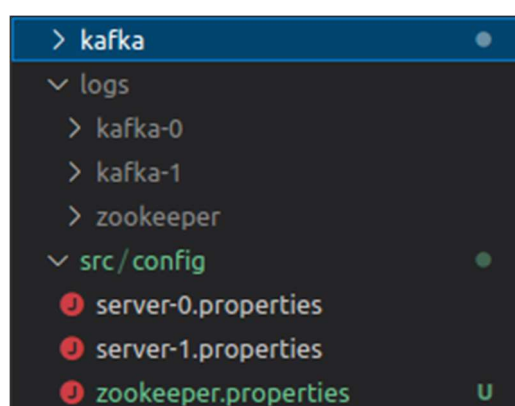 kafka
logs
kafka-0
kafka-1
zookeeper
src/config
J server-0.properties
J server-1.properties
J zookeeper.properties U